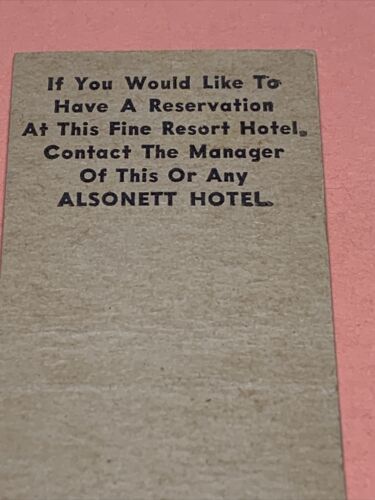 If You Would Like To
Have A Reservation
At This Fine Resort Hotel,
Contact The Manager
Of This Or Any
ALSONETT HOTEL.